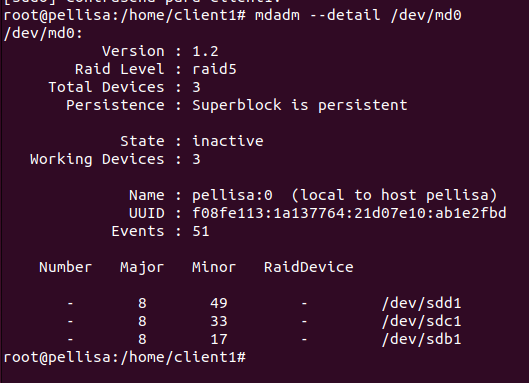 [sudo] contraseña para client1:
root@pellisa:/home/client1# mdadm --detail /dev/md0
/dev/md0:
Version : 1.2
Raid Level : raid5
Total Devices : 3
Persistence : Superblock is persistent
State : inactive
Working Devices : 3
Name : pellisa:0  (local to host pellisa)
UUID : f08fe113:1a137764:21d07e10:ab1e2fbd
Events : 51
Number Major Minor RaidDevice
- 8 49 - /dev/sdd1
- 8 33 - /dev/sdc1
- 8 17 - /dev/sdb1
root@pellisa:/home/client1#